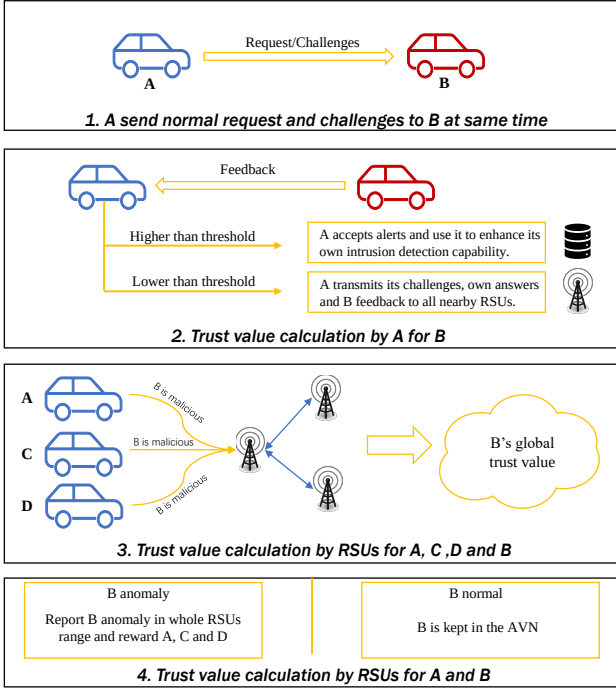 Request/Challenges
A
B
1. A send normal request and challenges to B at same time
Feedback
Higher than threshold
A accepts alerts and use it to enhance its
own intrusion detection capability.
Lower than threshold
A transmits its challenges, own answers
and B feedback to all nearby RSUs.
2. Trust value calculation by A for B
A
B is malicious
C
B is malicious
D
B is malicious
B's global
trust value
3. Trust value calculation by RSUs for A, C ,D and B
B anomaly
Report B anomaly in whole RSUs
range and reward A, C and D
B normal
B is kept in the AVN
4. Trust value calculation by RSUs for A and B